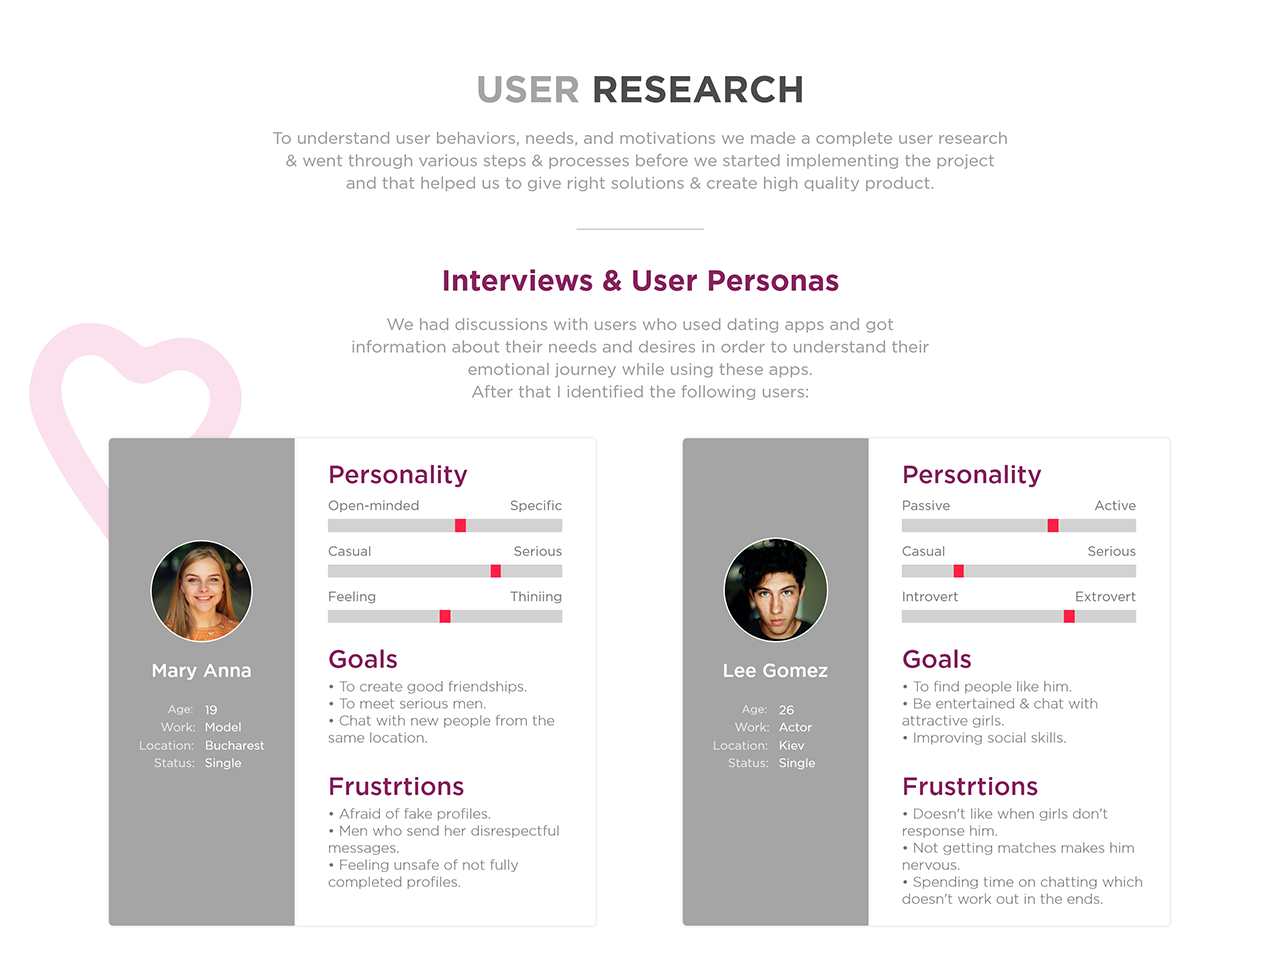 USER RESEARCH
To understand user behaviors, needs, and motivations we made a complete user research
& went through various steps & processes before we started implementing the project
and that helped us to give right solutions & create high quality product.
Interviews & User Personas
We had discussions with users who used dating apps and got
information about their needs and desires in order to understand their
emotional journey while using these apps.
After that I identified the following users:
Mary Anna
Age: 19
Work: Model
Location: Bucharest
Status: Single
Personality
Open-minded Specific
Casual Serious
Feeling Thiniing
Goals
• To create good friendships.
• To meet serious men.
• Chat with new people from the
same location.
Frustrtions
• Afraid of fake profiles.
• Men who send her disrespectful
messages.
• Feeling unsafe of not fully
completed profiles.
Lee Gomez
Age: 26
Work: Actor
Location: Kiev
Status: Single
Personality
Passive Active
Casual Serious
Introvert Extrovert
Goals
• To find people like him.
• Be entertained & chat with
attractive girls.
• Improving social skills.
Frustrtions
• Doesn't like when girls don't
response him.
• Not getting matches makes him
nervous.
• Spending time on chatting which
doesn't work out in the ends.